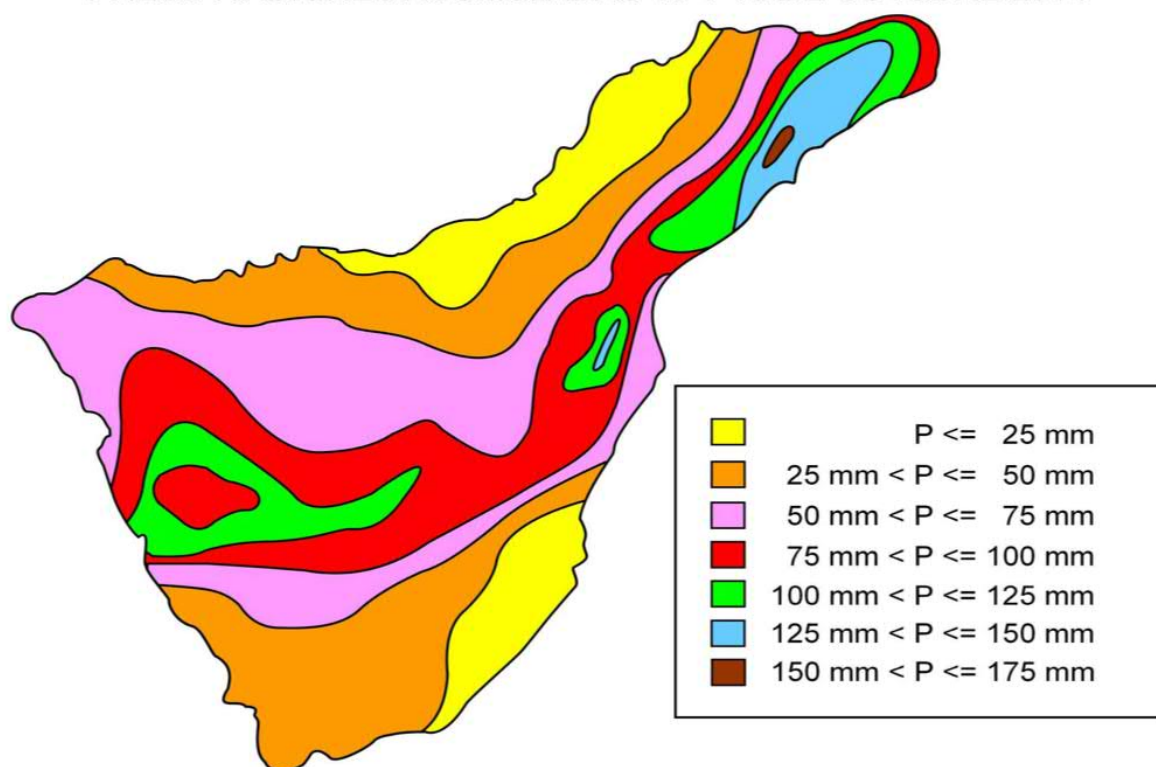 P <= 25 mm
25 mm < P <= 50 mm
50 mm < P <= 75 mm
75 mm < P <= 100 mm
100 mm < P <= 125 mm
125 mm < P <= 150 mm
150 mm < P <= 175 mm